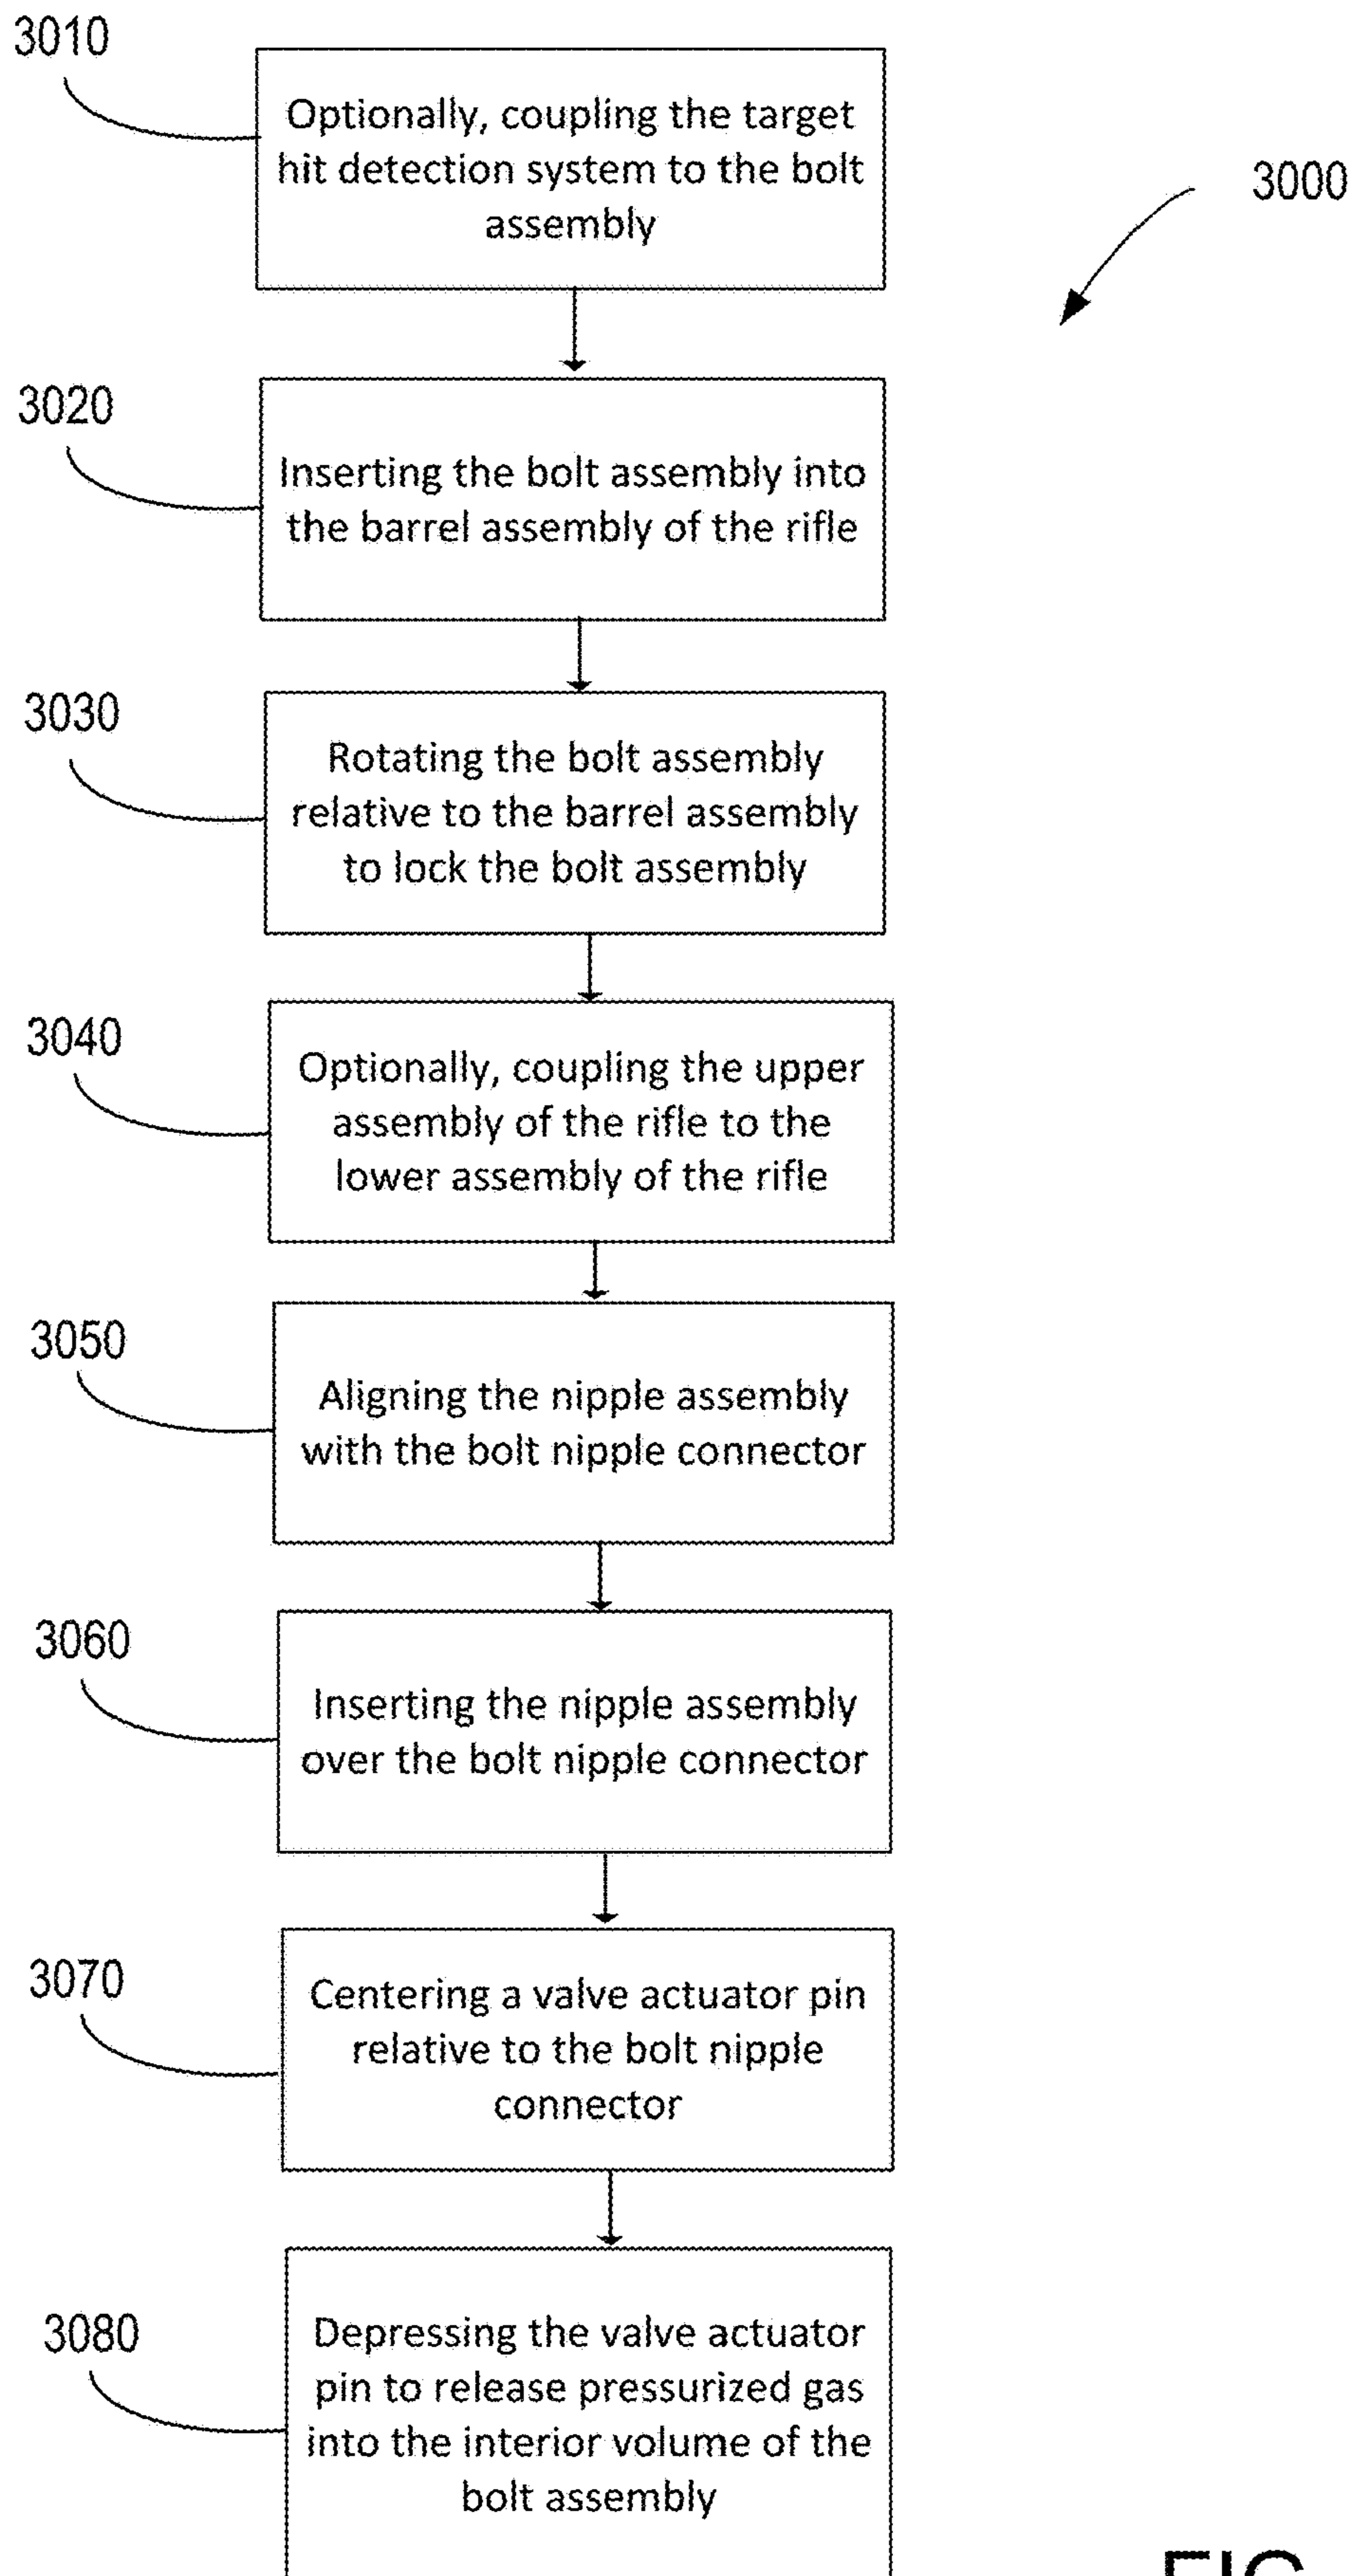 3010
Optionally, coupling the target
hit detection system to the bolt
assembly
3000
3020
Inserting the bolt assembly into
the barrel assembly of the rifle
3030
Rotating the bolt assembly
relative to the barrel assembly
to lock the bolt assembly
3040
Optionally, coupling the upper
assembly of the rifle to the
lower assembly of the rifle
3050
Aligning the nipple assembly
with the bolt nipple connector
3060
Inserting the nipple assembly
over the bolt nipple connector
3070
Centering a valve actuator pin
relative to the bolt nipple
connector
3080
Depressing the valve actuator
pin to release pressurized gas
into the interior volume of the
bolt assembly
FIG